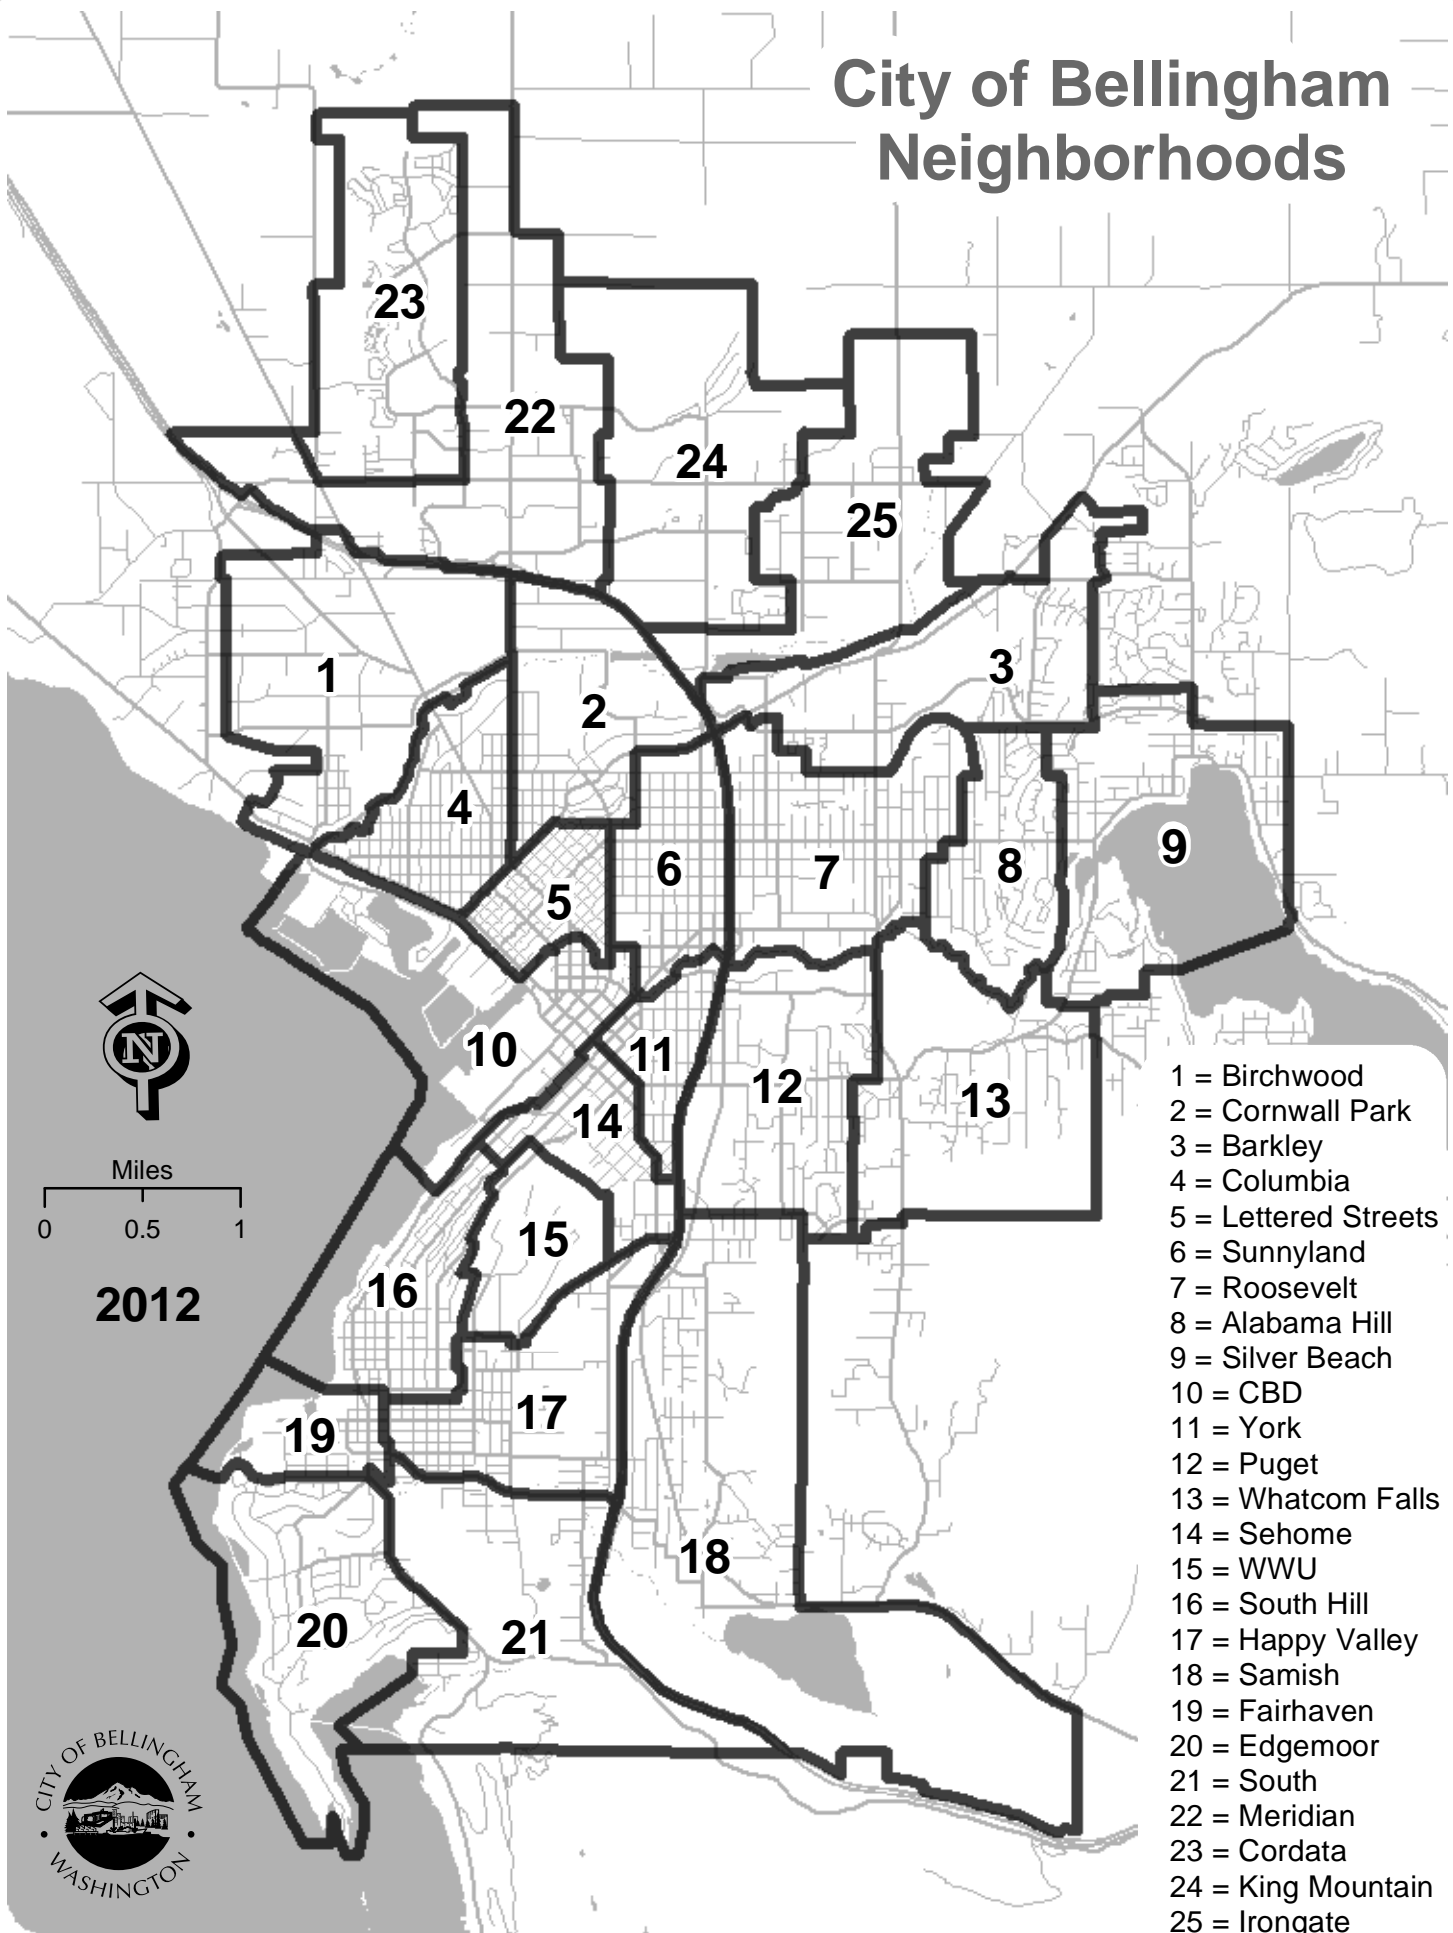 City of Bellingham
Neighborhoods
23
22
24
25
1
2
3
4
5
6
7
8
9
10
11
12
13
14
15
16
17
18
19
20
21
N
Miles
0 0.5 1
2012
1 = Birchwood
2 = Cornwall Park
3 = Barkley
4 = Columbia
5 = Lettered Streets
6 = Sunnyland
7 = Roosevelt
8 = Alabama Hill
9 = Silver Beach
10 = CBD
11 = York
12 = Puget
13 = Whatcom Falls
14 = Sehome
15 = WWU
16 = South Hill
17 = Happy Valley
18 = Samish
19 = Fairhaven
20 = Edgemoor
21 = South
22 = Meridian
23 = Cordata
24 = King Mountain
25 = Irongate
CITY OF BELLINGHAM
• WASHINGTON •